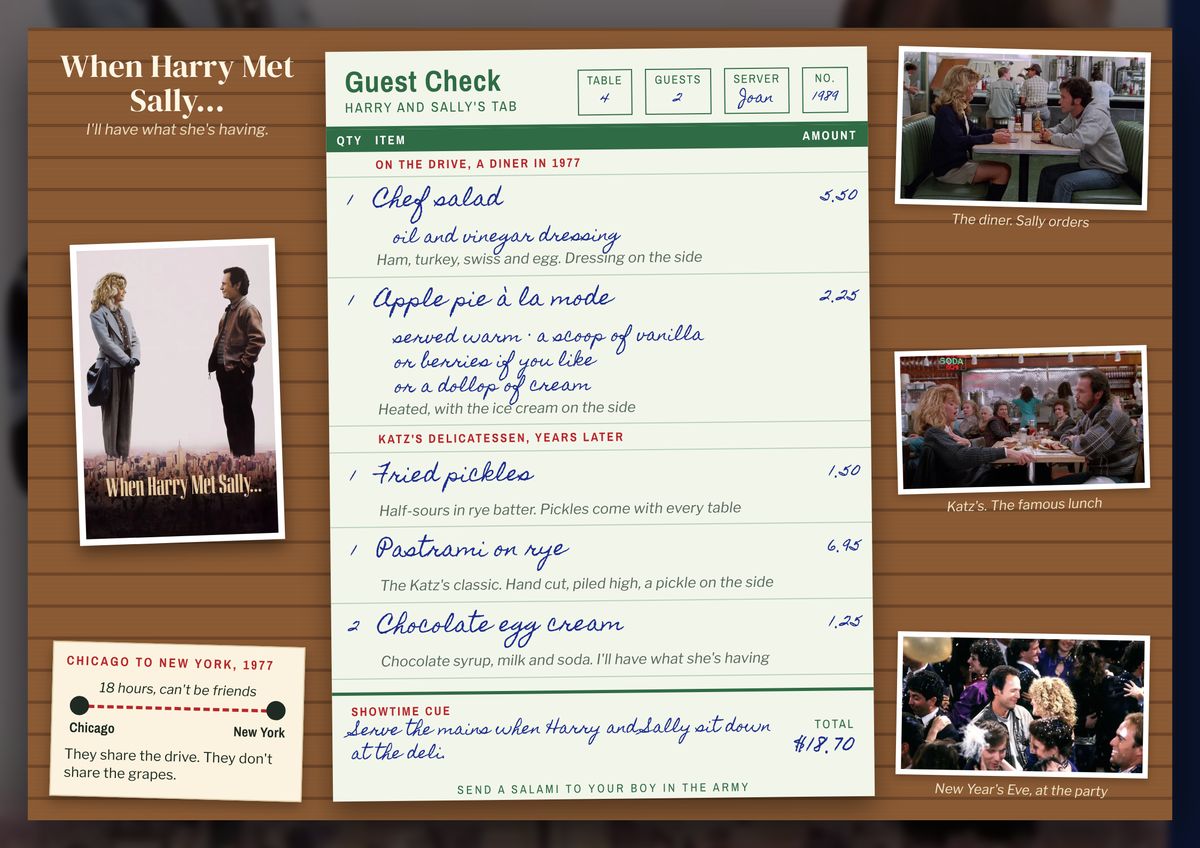 When Harry Met
Sally...
I'll have what she's having.
When Harry Met Sally...
CHICAGO TO NEW YORK, 1977
18 hours, can't be friends
Chicago
New York
They share the drive. They don't
share the grapes.
Guest Check
HARRY AND SALLY'S TAB
TABLE
4
GUESTS
2
SERVER
Joan
NO.
1989
QTY ITEM AMOUNT
ON THE DRIVE, A DINER IN 1977
1 Chef salad 5.50
oil and vinegar dressing
Ham, turkey, swiss and egg. Dressing on the side
1 Apple pie à la mode 2.25
served warm · a scoop of vanilla
or berries if you like
or a dollop of cream
Heated, with the ice cream on the side
KATZ'S DELICATESSEN, YEARS LATER
1 Fried pickles 1.50
Half-sours in rye batter. Pickles come with every table
1 Pastrami on rye 6.95
The Katz's classic. Hand cut, piled high, a pickle on the side
2 Chocolate egg cream 1.25
Chocolate syrup, milk and soda. I'll have what she's having
SHOWTIME CUE
Serve the mains when Harry and Sally sit down
at the deli.
TOTAL
$18.70
SEND A SALAMI TO YOUR BOY IN THE ARMY
The diner. Sally orders
SODA
Katz's. The famous lunch
New Year's Eve, at the party